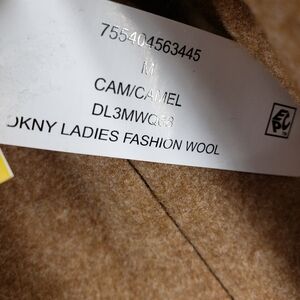 755404563445
M
CAM/CAMEL
DL3MWQ63
DKNY LADIES FASHION WOOL